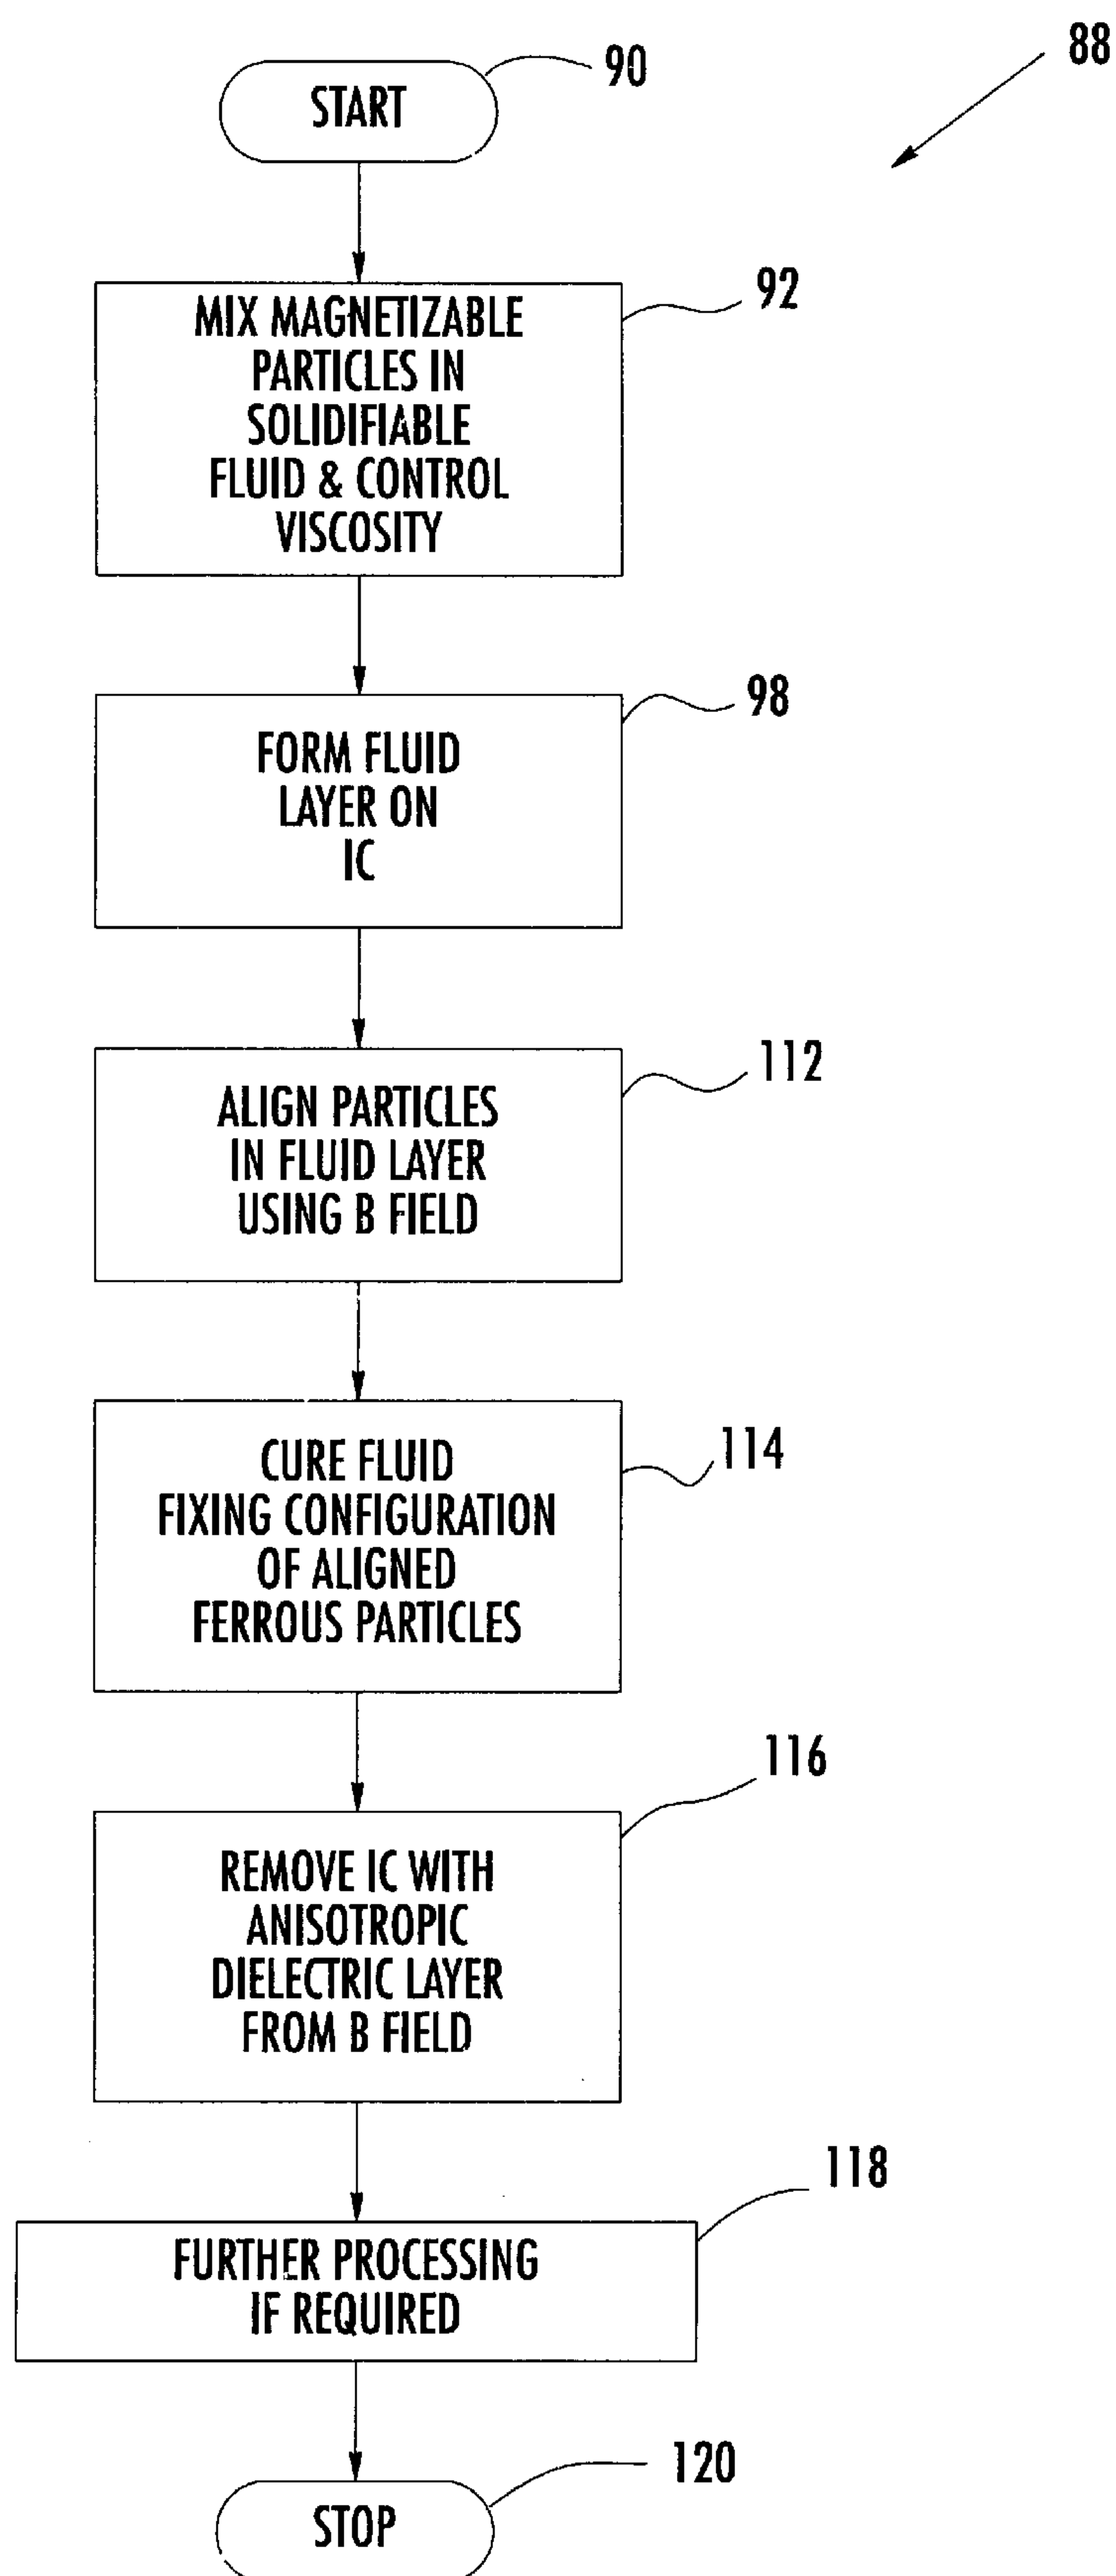 88
90
START
92
MIX MAGNETIZABLE
PARTICLES IN
SOLIDIFIABLE
FLUID & CONTROL
VISCOSITY
98
FORM FLUID
LAYER ON
IC
112
ALIGN PARTICLES
IN FLUID LAYER
USING B FIELD
114
CURE FLUID
FIXING CONFIGURATION
OF ALIGNED
FERROUS PARTICLES
116
REMOVE IC WITH
ANISOTROPIC
DIELECTRIC LAYER
FROM B FIELD
118
FURTHER PROCESSING
IF REQUIRED
120
STOP